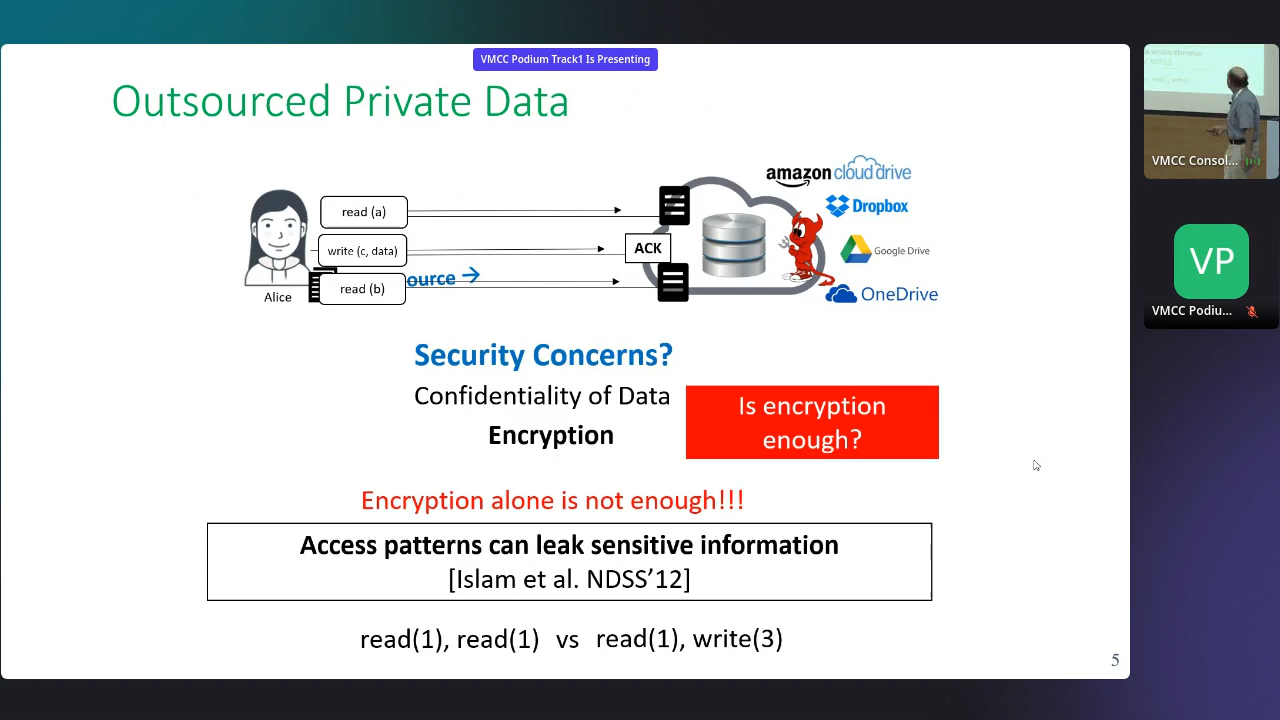 VMCC Podium Track1 Is Presenting
Outsourced Private Data
amazon cloud drive
read (a)
Dropbox
write (c, data)
ACK
Google Drive
ource →
read (b)
Alice
OneDrive
Security Concerns?
Confidentiality of Data
Encryption
Is encryption
enough?
Encryption alone is not enough!!!
Access patterns can leak sensitive information
[Islam et al. NDSS’12]
read(1), read(1) vs read(1), write(3)
5
VMCC Consol...
VP
VMCC Podiu...